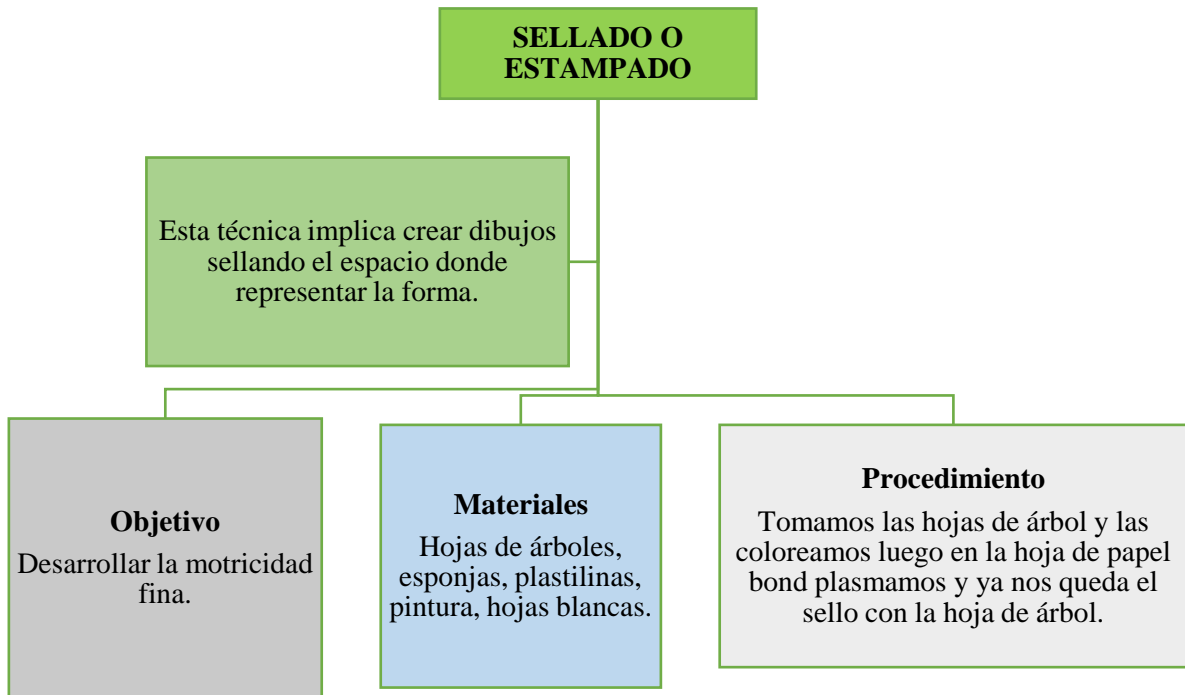 SELLADO O
ESTAMPADO
Esta técnica implica crear dibujos
sellando el espacio donde
representar la forma.
Objetivo
Desarrollar la motricidad
fina.
Materiales
Hojas de árboles,
esponjas, plastilinas,
pintura, hojas blancas.
Procedimiento
Tomamos las hojas de árbol y las
coloreamos luego en la hoja de papel
bond plasmamos y ya nos queda el
sello con la hoja de árbol.